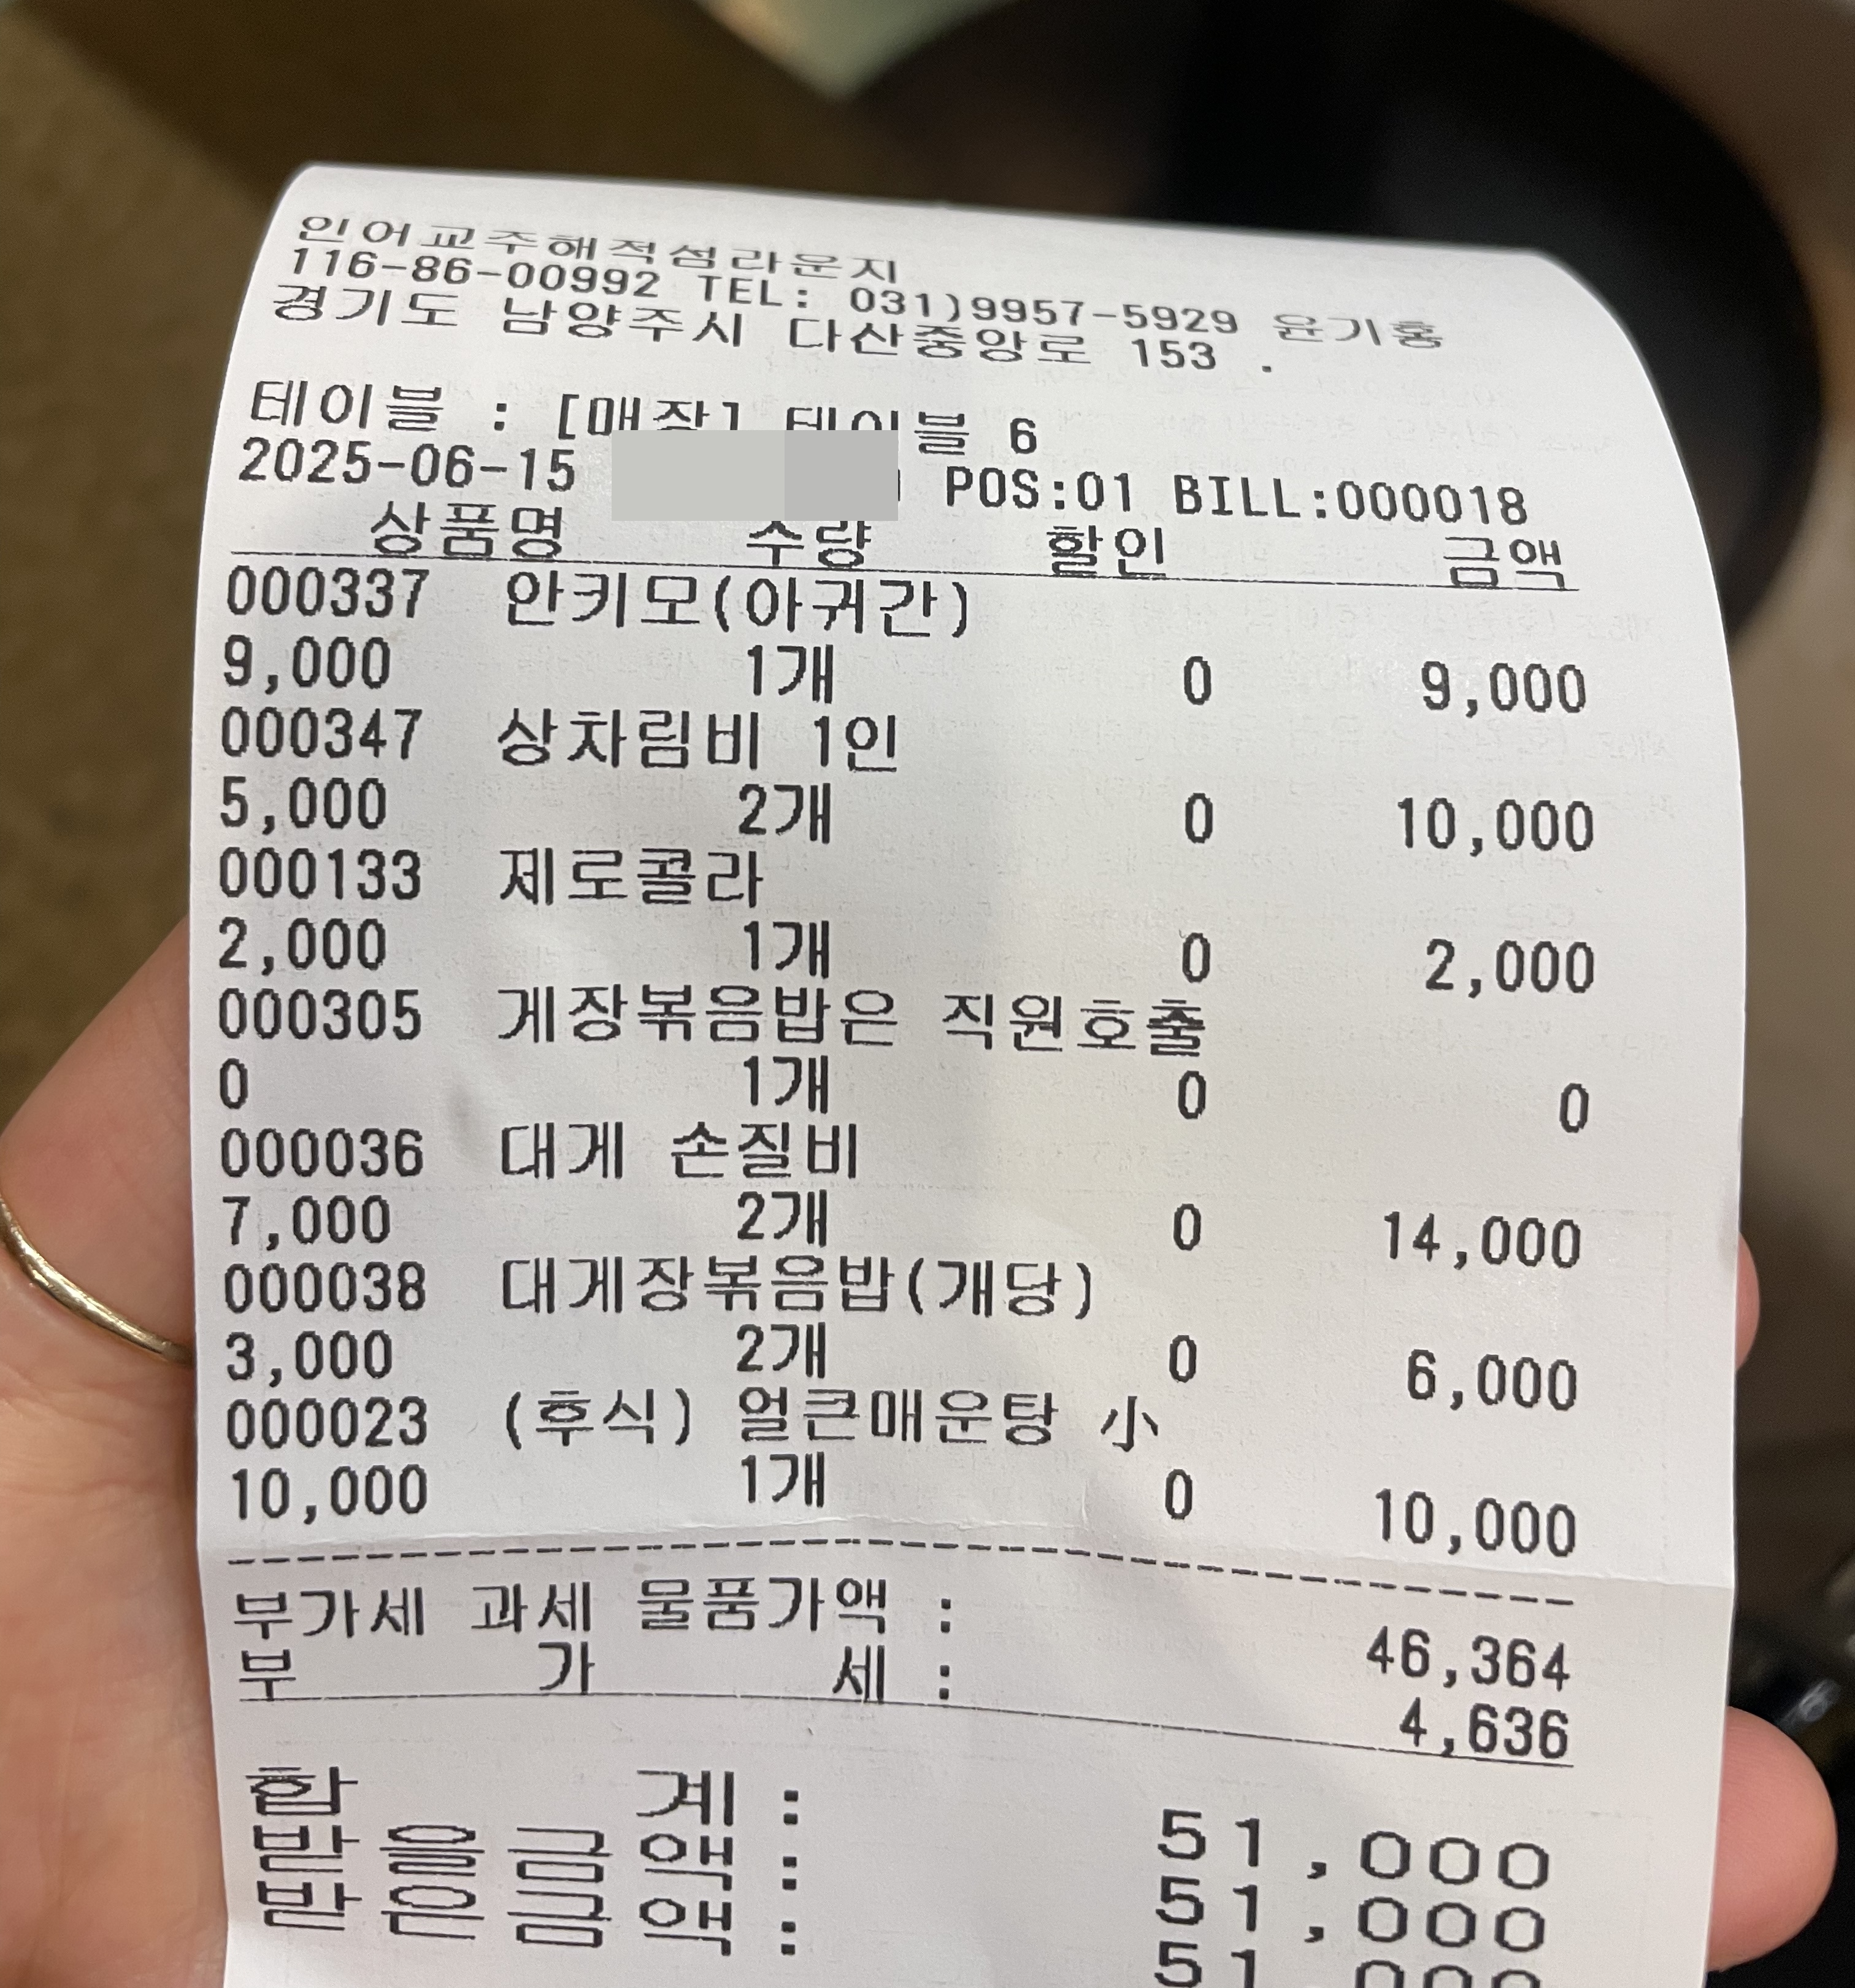 인어교주해적섬라운지
116-86-00992 TEL: 031)9957-5929 윤기홍
경기도 남양주시 다산중앙로 153 .
테이블 : [매장] 테이블 6
2025-06-15 POS:01 BILL:000018
상품명 수량 할인 금액
000337 안키모(아귀간)
9,000 1개 0 9,000
000347 상차림비 1인
5,000 2개 0 10,000
000133 제로콜라
2,000 1개 0 2,000
000305 게장볶음밥은 직원호출
0 1개 0 0
000036 대게 손질비
7,000 2개 0 14,000
000038 대게장볶음밥(개당)
3,000 2개 0 6,000
000023 (후식) 얼큰매운탕 小
10,000 1개 0 10,000
부가세 과세 물품가액 : 46,364
부 가 세 : 4,636
합 계 : 51,000
받을금액 : 51,000
받은금액 : 51,000